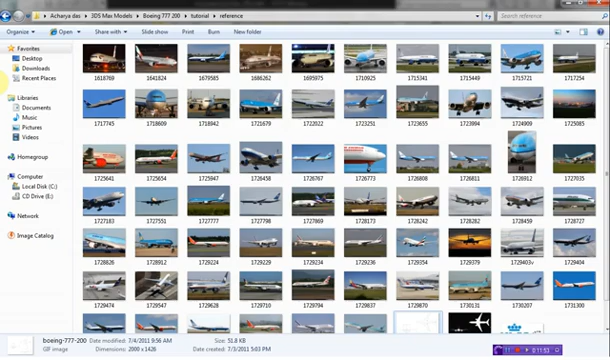 Acharya das ▸ 3DS Max Models ▸ Boeing 777 200 ▸ tutorial ▸ reference
Search reference
Organize Open Share with Slide show Print Burn New folder
Favorites
Desktop
Downloads
Recent Places
Libraries
Documents
Music
Pictures
Videos
Homegroup
Computer
Local Disk (C:)
CD Drive (E:)
Network
Image Catalog
1618769 1641824 1679585 1686262 1695975 1710925 1715341 1715449 1715721 1717254
1717745 1718609 1718942 1721679 1722022 1723251 1723655 1723994 1724909 1725085
1725641 1725654 1725947 1726458 1726767 1726773 1726808 1726811 1726912 1727035
1727183 1727551 1727777 1727798 1727869 1728173 1728242 1728282 1728459 1728727
1728826 1728912 1729224 1729229 1729234 1729236 1729354 1729379 1729403v 1729404
1729474 1729547 1729628 1729710 1729794 1729837 1729870 1730131 1730207 1731300
KLM
boeing-777-200 Date modified: 7/4/2011 9:56 AM Size: 51.8 KB
GIF image Dimensions: 2000 x 1426 Date created: 7/3/2011 5:03 PM
0:11:53